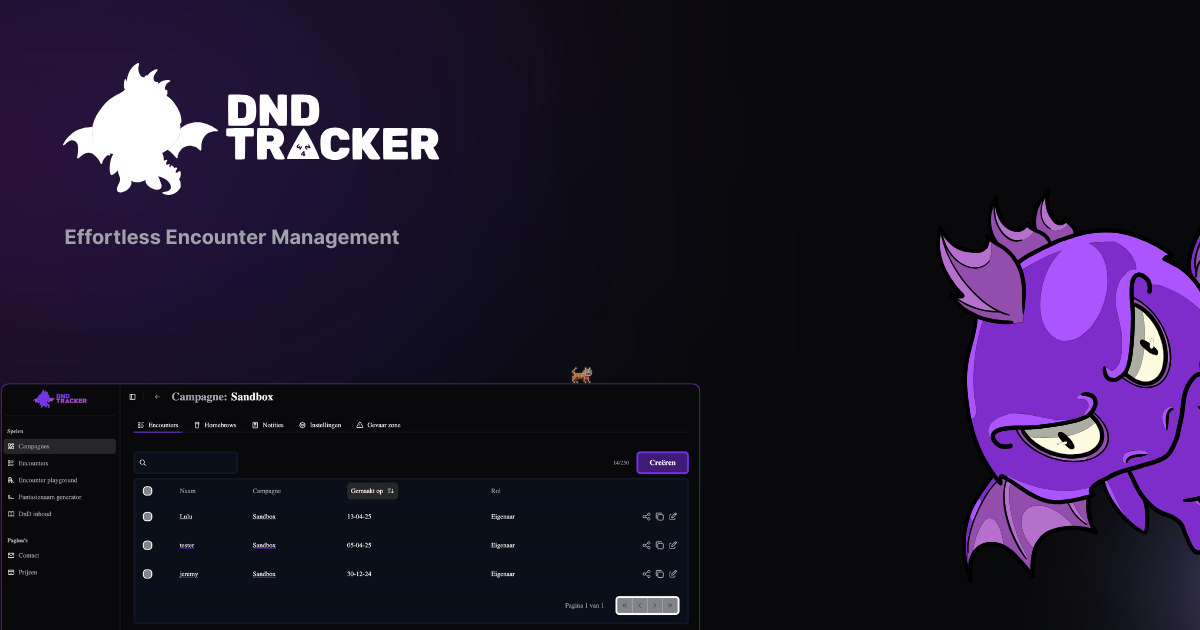 DND
TRACKER
4
Effortless Encounter Management
DND
TRACKER
Campagne: Sandbox
Spelen
Campagnes
Encounters
Encounter playground
Fantasienaam generator
DnD inhoud
Pagina's
Contact
Prijzen
Encounters Homebrews Notities Instellingen Gevaar zone
14/250 Creëren
Naam Campagne Gemaakt op Rol
Lulu Sandbox 13-04-25 Eigenaar
tester Sandbox 05-04-25 Eigenaar
jeremy Sandbox 30-12-24 Eigenaar
Pagina 1 van 1